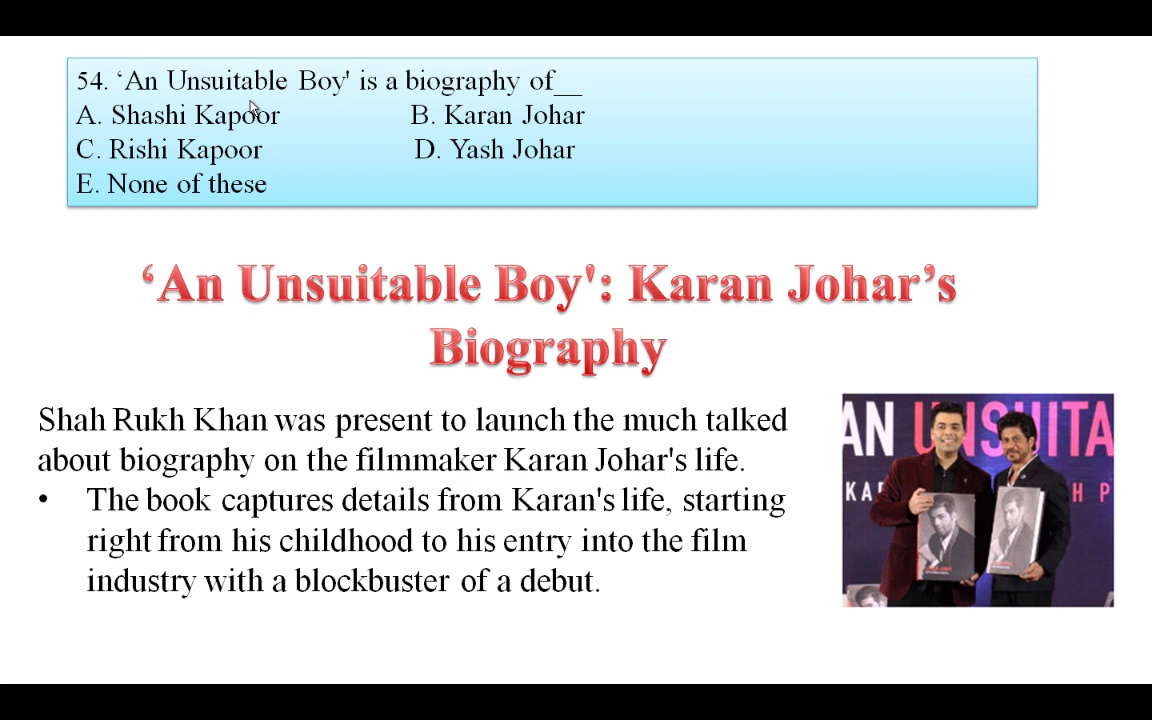 54. ‘An Unsuitable Boy' is a biography of__
A. Shashi Kapoor B. Karan Johar
C. Rishi Kapoor D. Yash Johar
E. None of these
‘An Unsuitable Boy': Karan Johar’s
Biography
Shah Rukh Khan was present to launch the much talked
about biography on the filmmaker Karan Johar's life.
• The book captures details from Karan's life, starting
right from his childhood to his entry into the film
industry with a blockbuster of a debut.
AN UNSUITA
KA
H P